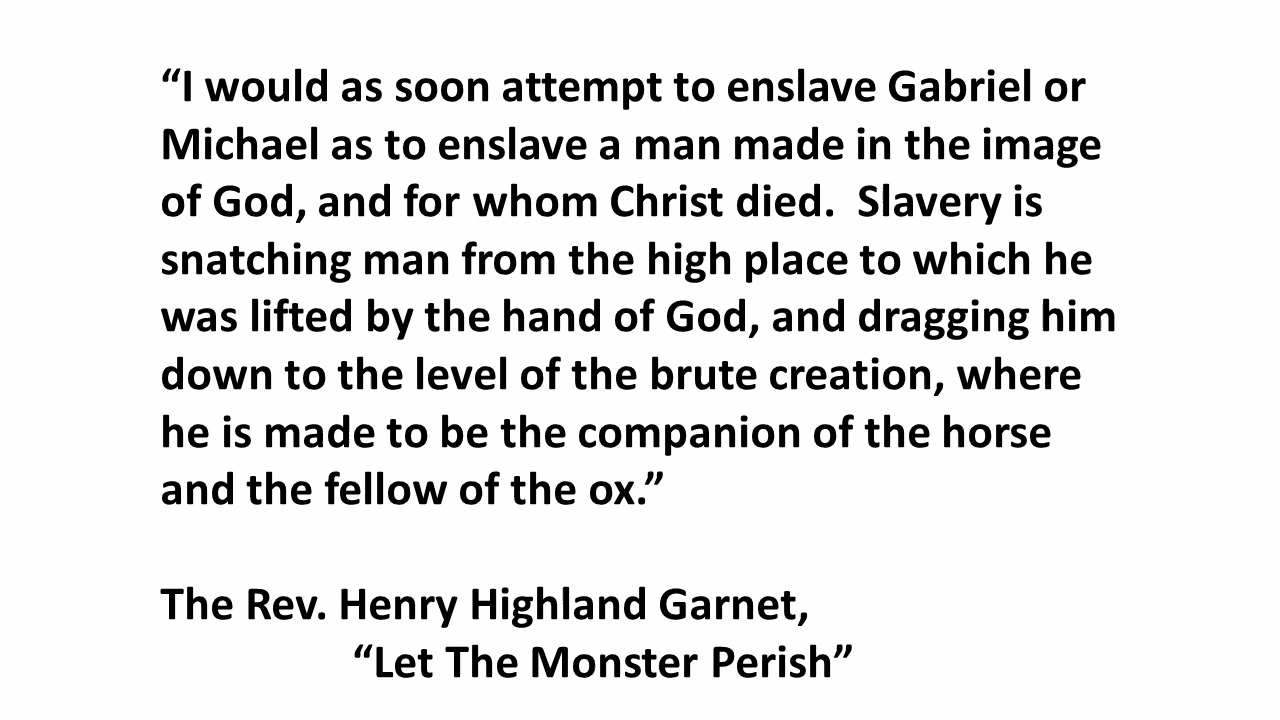 “I would as soon attempt to enslave Gabriel or
Michael as to enslave a man made in the image
of God, and for whom Christ died.  Slavery is
snatching man from the high place to which he
was lifted by the hand of God, and dragging him
down to the level of the brute creation, where
he is made to be the companion of the horse
and the fellow of the ox.”
The Rev. Henry Highland Garnet,
“Let The Monster Perish”